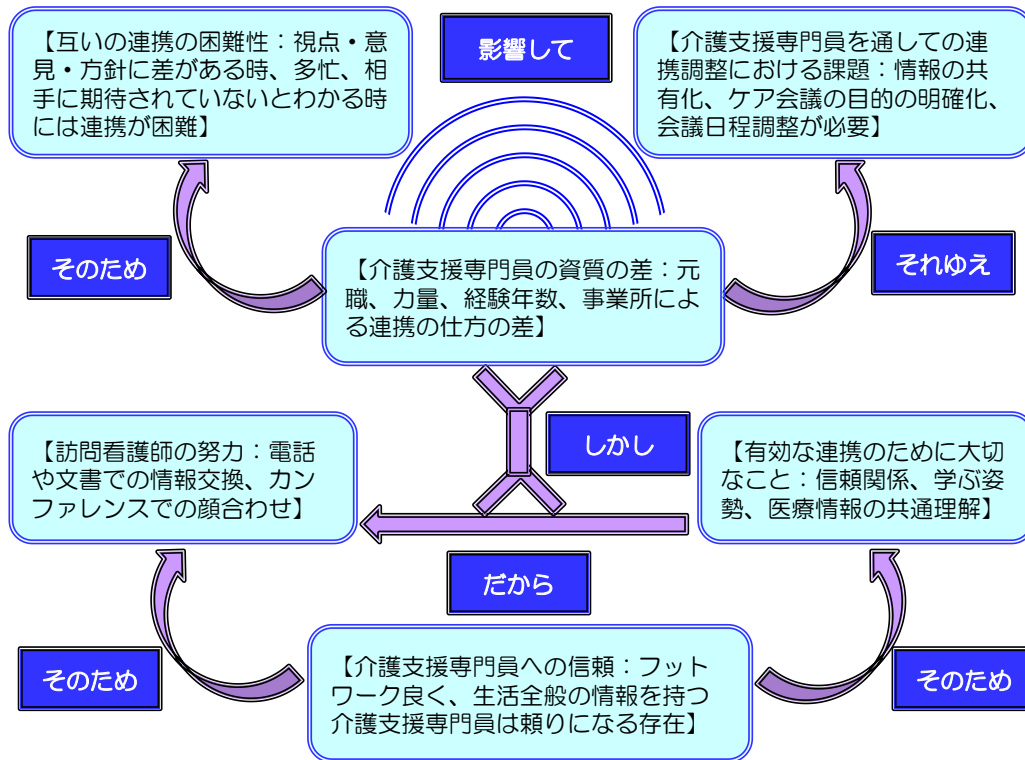 【互いの連携の困難性：視点・意
見・方針に差がある時、多忙、相
手に期待されていないとわかる時
には連携が困難】
影響して
【介護支援専門員を通しての連
携調整における課題：情報の共
有化、ケア会議の目的の明確化、
会議日程調整が必要】
そのため
【介護支援専門員の資質の差：元
職、力量、経験年数、事業所によ
る連携の仕方の差】
それゆえ
【訪問看護師の努力：電話
や文書での情報交換、カン
ファレンスでの顔合わせ】
しかし
【有効な連携のために大切
なこと：信頼関係、学ぶ姿
勢、医療情報の共通理解】
だから
そのため
【介護支援専門員への信頼：フット
ワーク良く、生活全般の情報を持つ
介護支援専門員は頼りになる存在】
そのため